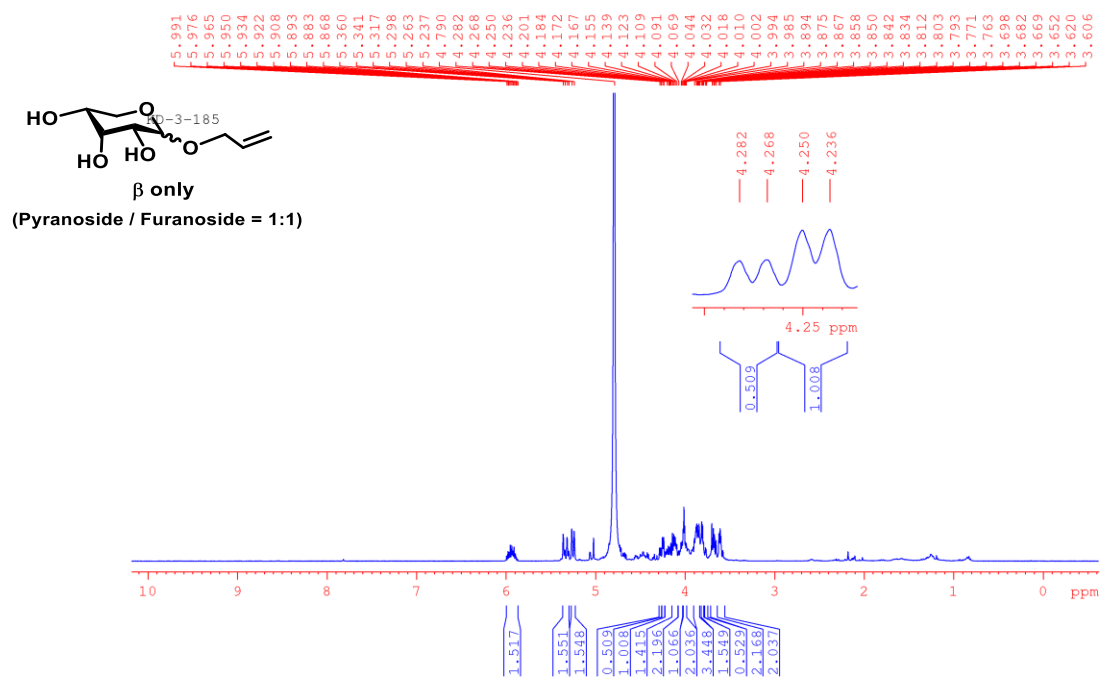 5.991 5.976 5.965 5.950 5.934 5.922 5.908 5.893 5.883 5.868 5.360 5.341 5.317 5.298 5.263 5.237 4.790 4.282 4.268 4.250 4.236 4.201 4.184 4.172 4.167 4.155 4.139 4.123 4.109 4.091 4.069 4.044 4.032 4.018 4.010 4.002 3.994 3.985 3.894 3.875 3.867 3.858 3.850 3.842 3.834 3.812 3.803 3.793 3.771 3.763 3.698 3.682 3.669 3.652 3.620 3.606
HO
O
-3-185
HO
HO
O
β only
(Pyranoside / Furanoside = 1:1)
4.282 4.268 4.250 4.236
4.25 ppm
0.509 1.008
10 9 8 7 6 5 4 3 2 1 0 ppm
1.517 1.551 1.548 0.509 1.008 1.415 2.196 1.066 2.036 3.448 1.549 0.529 2.168 2.037